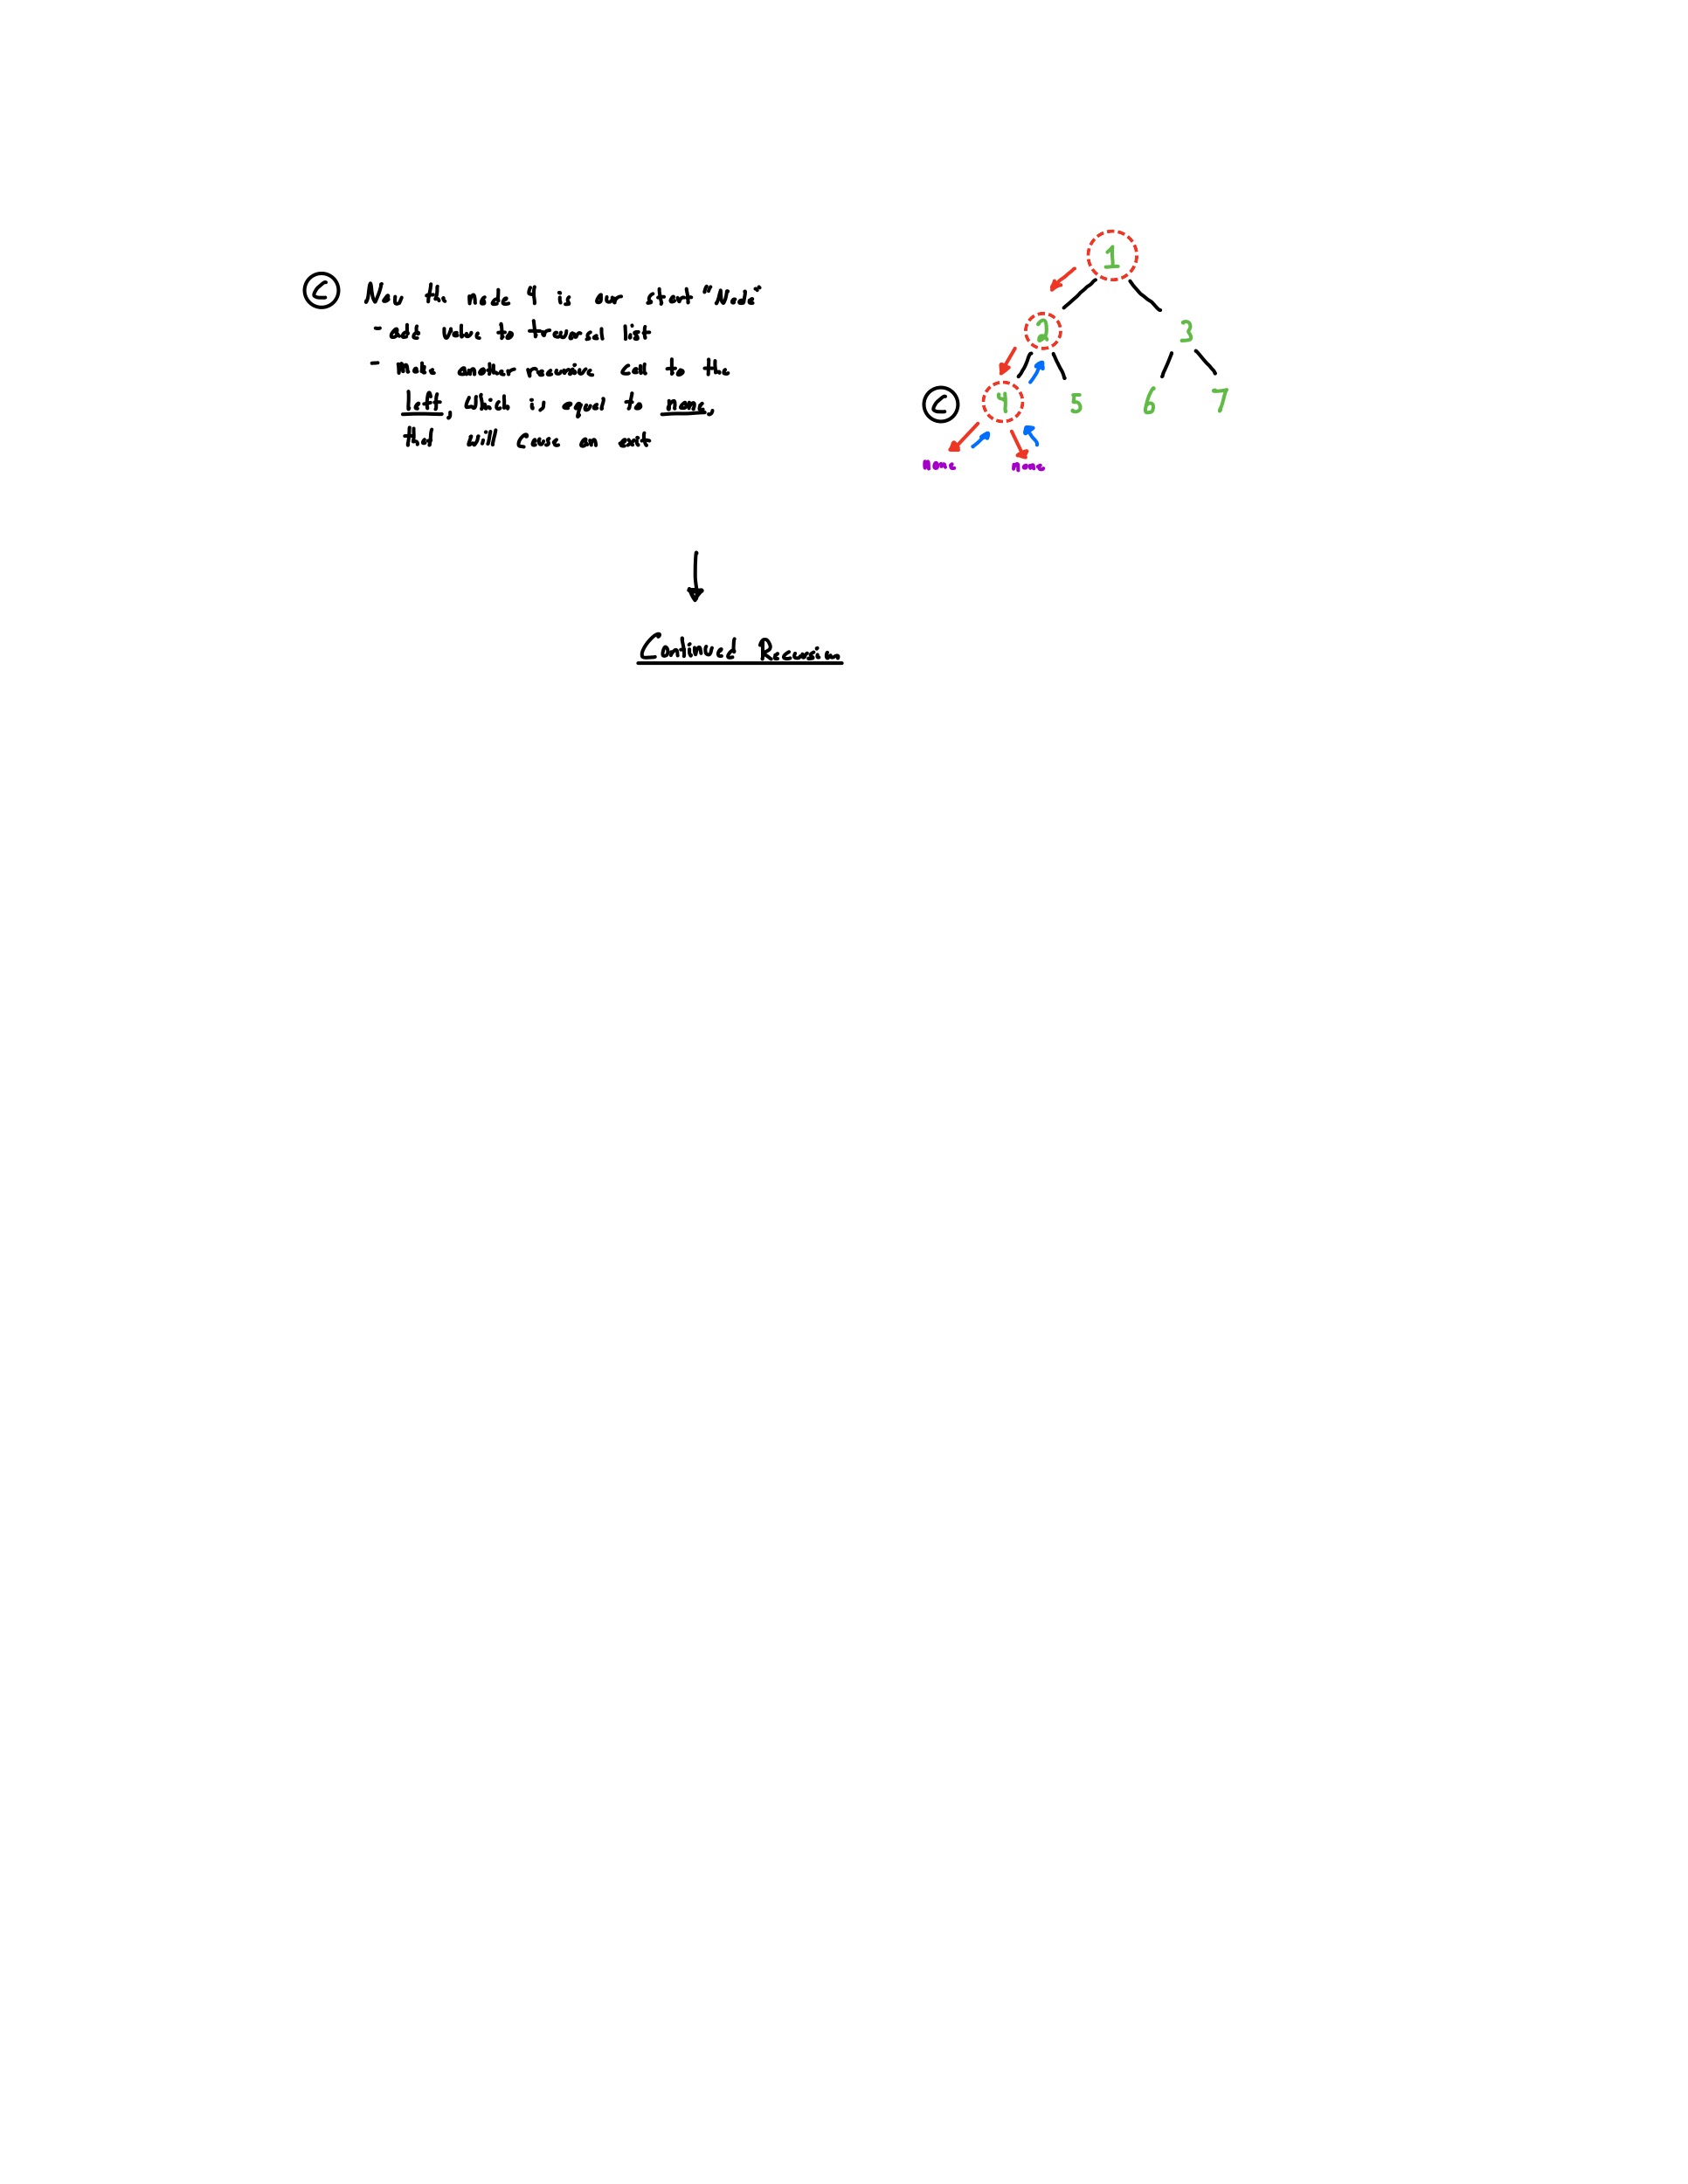 C Now the node 4 is our start "Node"
- add value to traversal list
- make another recursive call to the
left, which is equal to none,
that will cause an exit
1
2 3
C 4 5 6 7
none none
Continued Recursion